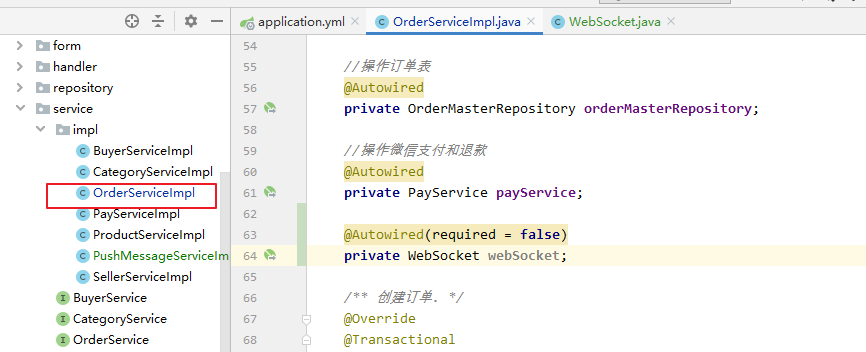 form
handler
repository
service
impl
BuyerServiceImpl
CategoryServiceImpl
OrderServiceImpl
PayServiceImpl
ProductServiceImpl
PushMessageServiceIm
SellerServiceImpl
BuyerService
CategoryService
OrderService
application.yml
OrderServiceImpl.java
WebSocket.java
54
55 //操作订单表
56 @Autowired
57 private OrderMasterRepository orderMasterRepository;
58
59 //操作微信支付和退款
60 @Autowired
61 private PayService payService;
62
63 @Autowired(required = false)
64 private WebSocket webSocket;
65
66 /** 创建订单. */
67 @Override
68 @Transactional